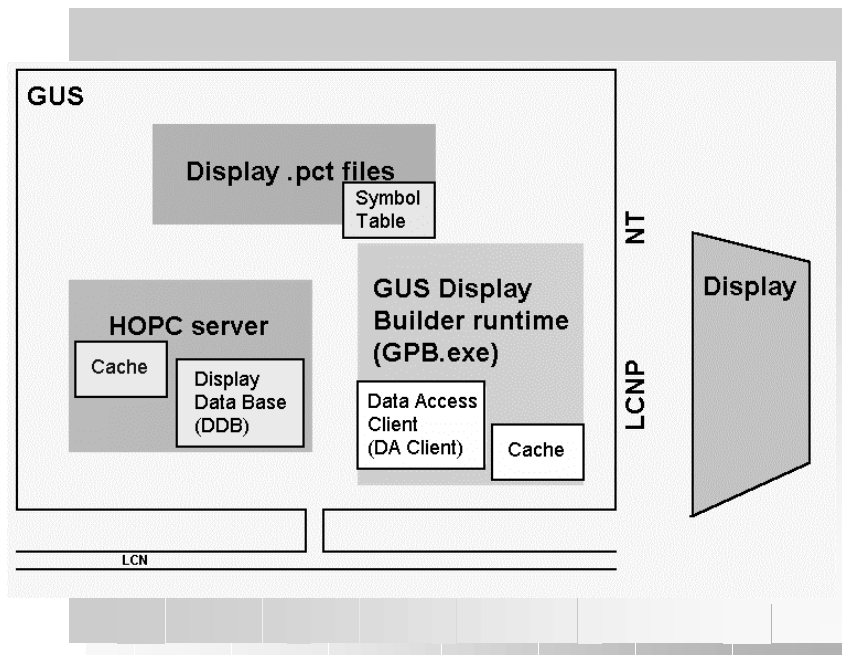 GUS
Display .pct files
Symbol
Table
NT
GUS Display
Builder runtime
(GPB.exe)
Display
HOPC server
Cache
Display
Data Base
(DDB)
LCNP
Data Access
Client
(DA Client)
Cache
LCN